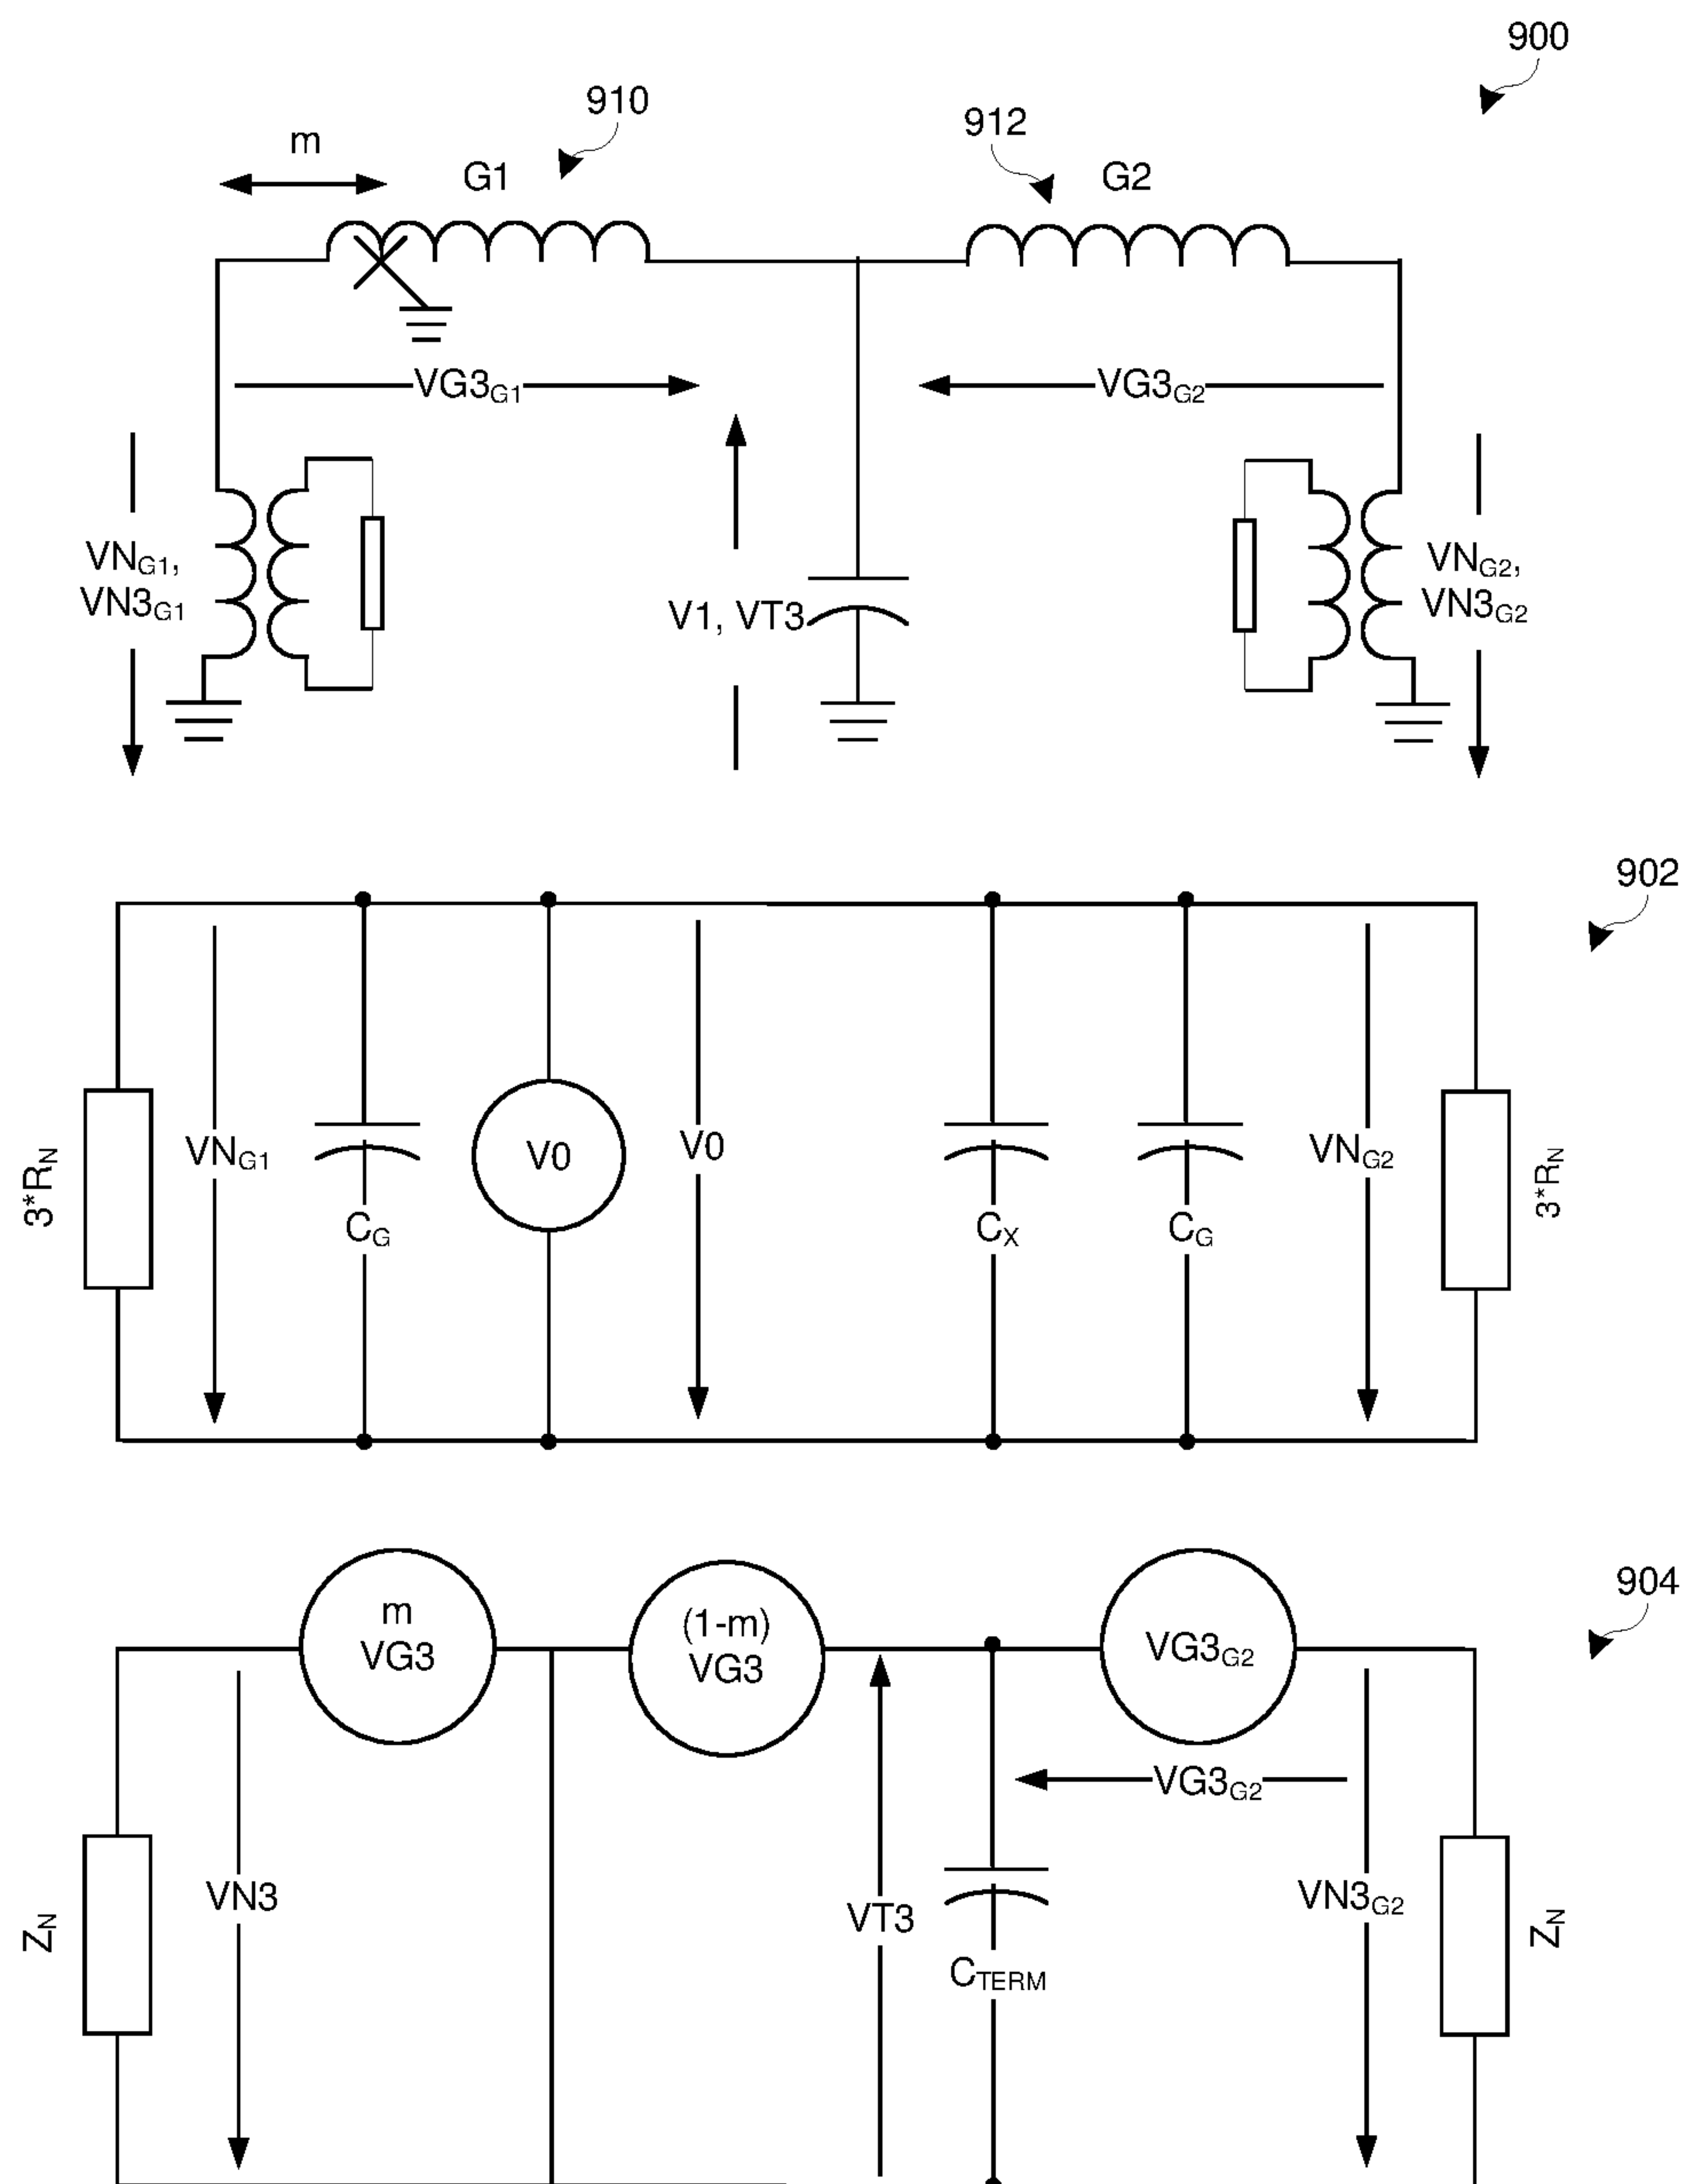 900
910
912
m
G1
G2
VG3G1
VG3G2
VNG1,
VN3G1
V1, VT3
VNG2,
VN3G2
902
3*RN
VNG1
CG
V0
V0
CX
CG
VNG2
3*RN
904
m
VG3
(1-m)
VG3
VG3G2
VG3G2
ZN
VN3
VT3
CTERM
VN3G2
ZN